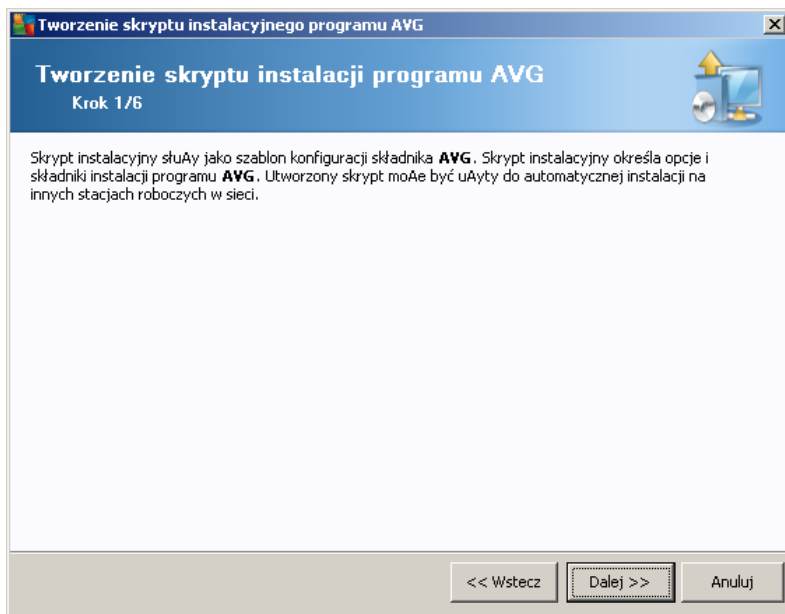 Tworzenie skryptu instalacyjnego programu AVG
Tworzenie skryptu instalacji programu AVG
Krok 1/6
Skrypt instalacyjny słuAy jako szablon konfiguracji składnika AVG. Skrypt instalacyjny określa opcje i
składniki instalacji programu AVG. Utworzony skrypt moAe być uAyty do automatycznej instalacji na
innych stacjach roboczych w sieci.
<< Wstecz
Dalej >>
Anuluj